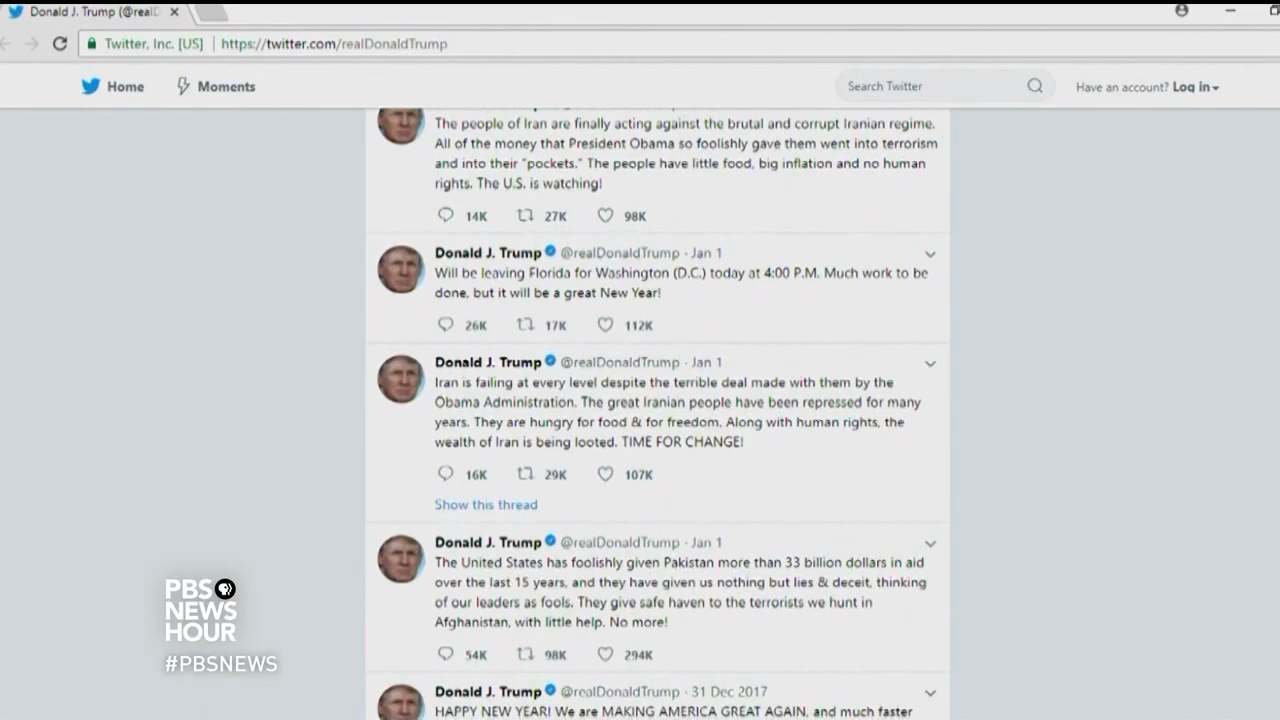 Donald J. Trump (@realD
Twitter, Inc. [US] | https://twitter.com/realDonaldTrump
Home Moments Search Twitter Have an account? Log in
The people of Iran are finally acting against the brutal and corrupt Iranian regime.
All of the money that President Obama so foolishly gave them went into terrorism
and into their "pockets." The people have little food, big inflation and no human
rights. The U.S. is watching!
14K 27K 98K
Donald J. Trump @realDonaldTrump · Jan 1
Will be leaving Florida for Washington (D.C.) today at 4:00 P.M. Much work to be
done, but it will be a great New Year!
26K 17K 112K
Donald J. Trump @realDonaldTrump · Jan 1
Iran is failing at every level despite the terrible deal made with them by the
Obama Administration. The great Iranian people have been repressed for many
years. They are hungry for food & for freedom. Along with human rights, the
wealth of Iran is being looted. TIME FOR CHANGE!
16K 29K 107K
Show this thread
Donald J. Trump @realDonaldTrump · Jan 1
The United States has foolishly given Pakistan more than 33 billion dollars in aid
over the last 15 years, and they have given us nothing but lies & deceit, thinking
of our leaders as fools. They give safe haven to the terrorists we hunt in
Afghanistan, with little help. No more!
54K 98K 294K
Donald J. Trump @realDonaldTrump · 31 Dec 2017
HAPPY NEW YEAR! We are MAKING AMERICA GREAT AGAIN, and much faster
PBS
NEWS
HOUR
#PBSNEWS